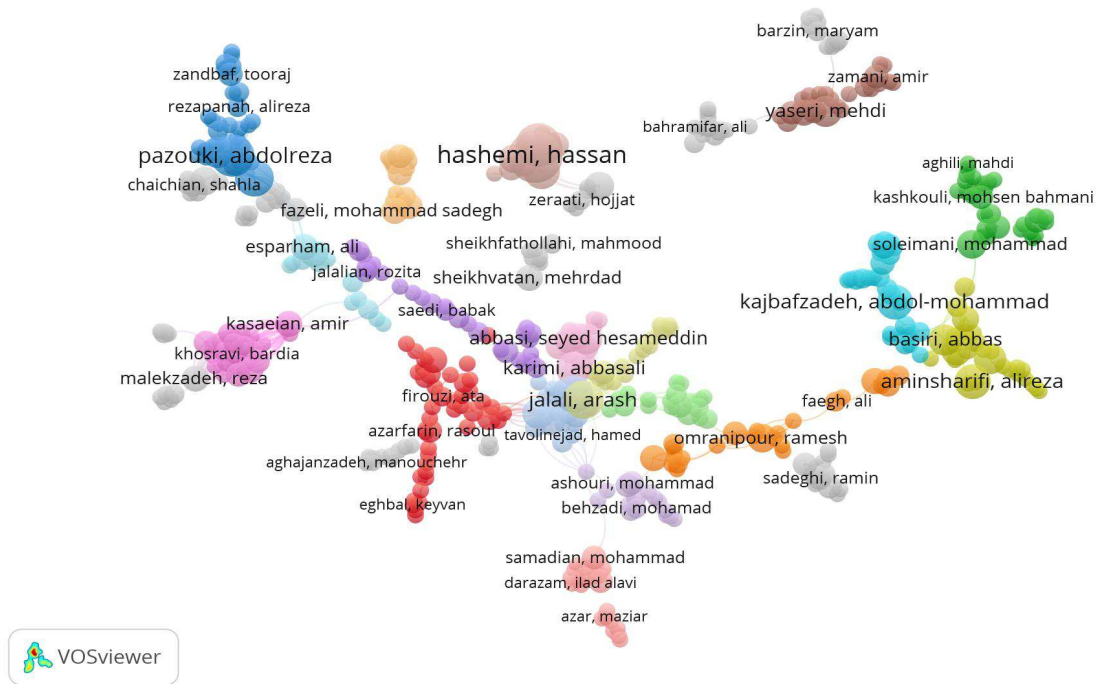 barzin, maryam
zandbaf, tooraj
zamani, amir
rezapanah, alireza
yaseri, mehdi
bahramifar, ali
pazouki, abdolreza
hashemi, hassan
aghili, mahdi
chaichian, shahla
zeraati, hojjat
kashkouli, mohsen bahmani
fazeli, mohammad sadegh
esparham, ali
sheikhfathollahi, mahmood
soleimani, mohammad
jalalian, rozita
sheikhvatan, mehrdad
saedi, babak
kajbafzadeh, abdol-mohammad
kasaeian, amir
abbasi, seyed hesameddin
basiri, abbas
khosravi, bardia
karimi, abbasali
malekzadeh, reza
aminsharifi, alireza
firouzi, ata
jalali, arash
faegh, ali
azarfarin, rasoul
tavolinejad, hamed
omranipour, ramesh
aghajanzadeh, manouchehr
sadeghi, ramin
ashouri, mohammad
eghbal, keyvan
behzadi, mohamad
samadian, mohammad
darazam, ilad alavi
azar, maziar
VOSviewer